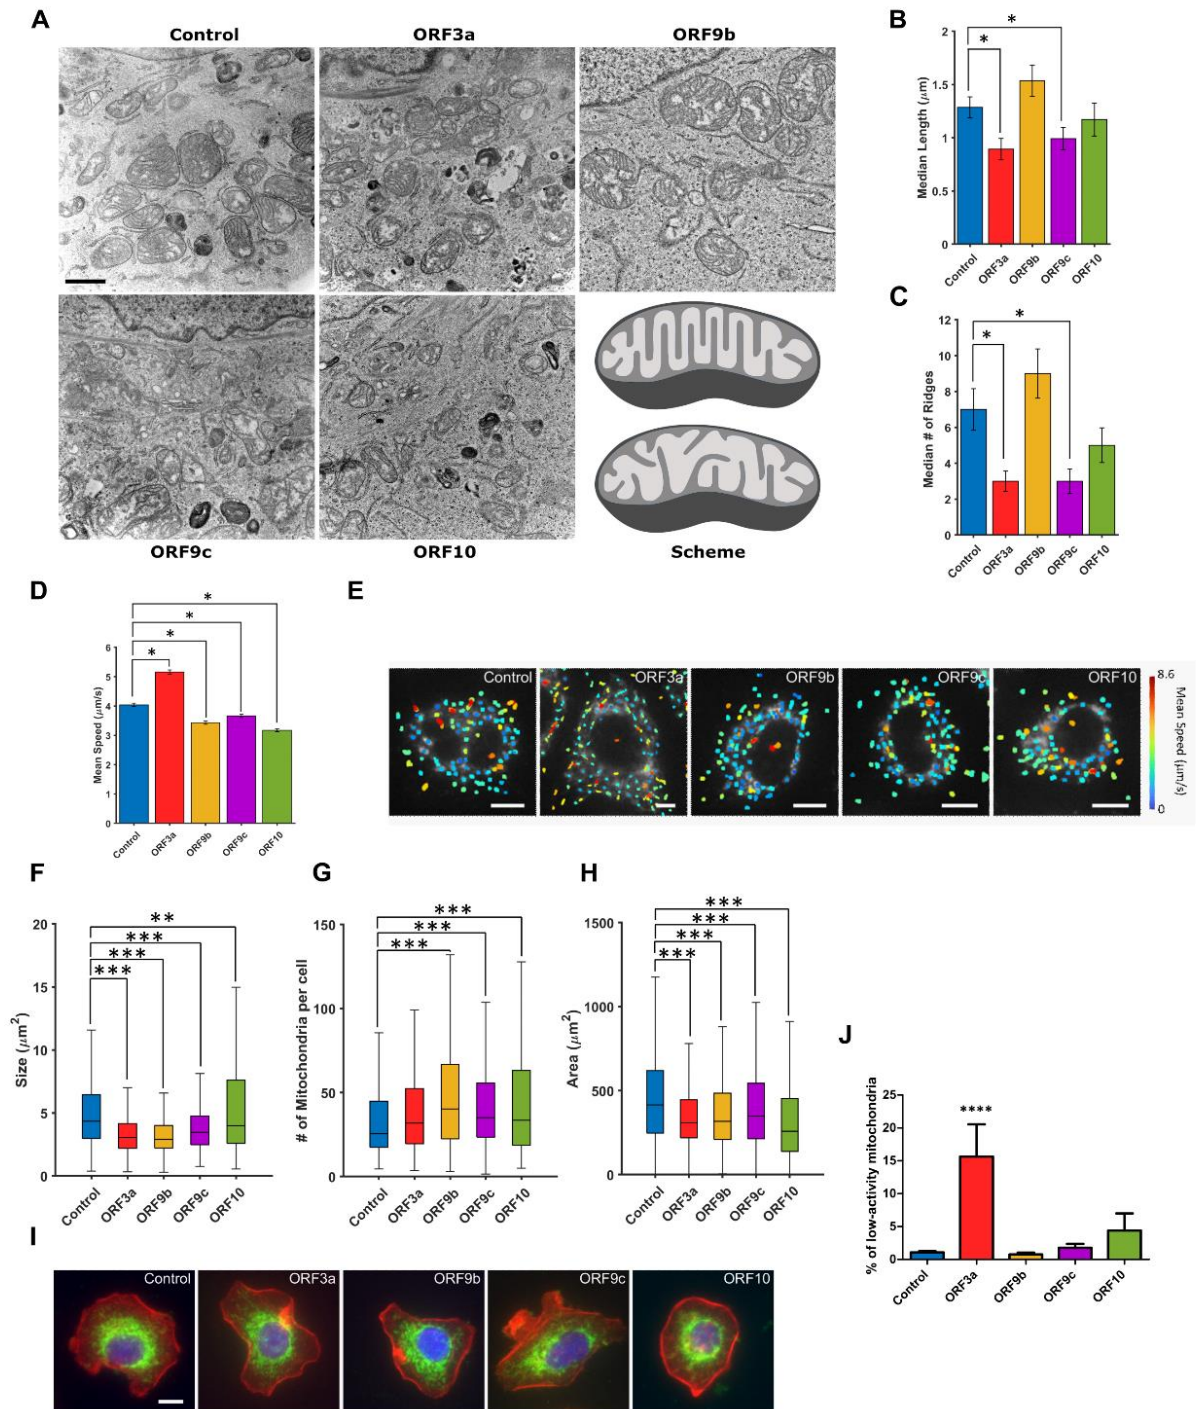 A
Control
ORF3a
ORF9b
ORF9c
ORF10
Scheme
B
Median Length (μm)
2
1.5
1
0.5
0
*
*
Control
ORF3a
ORF9b
ORF9c
ORF10
C
Median # of Ridges
12
10
8
6
4
2
0
*
*
Control
ORF3a
ORF9b
ORF9c
ORF10
D
Mean Speed (μm/s)
6
5
4
3
2
1
0
*
*
*
*
Control
ORF3a
ORF9b
ORF9c
ORF10
E
Control
ORF3a
ORF9b
ORF9c
ORF10
8.6
Mean Speed (μm/s)
0
F
Size (μm²)
20
15
10
5
0
**
***
***
***
Control
ORF3a
ORF9b
ORF9c
ORF10
G
# of Mitochondria per cell
150
100
50
0
***
***
***
Control
ORF3a
ORF9b
ORF9c
ORF10
H
Area (μm²)
1500
1000
500
0
***
***
***
***
Control
ORF3a
ORF9b
ORF9c
ORF10
I
Control
ORF3a
ORF9b
ORF9c
ORF10
J
% of low-activity mitochondria
25
20
15
10
5
0
****
Control
ORF3a
ORF9b
ORF9c
ORF10